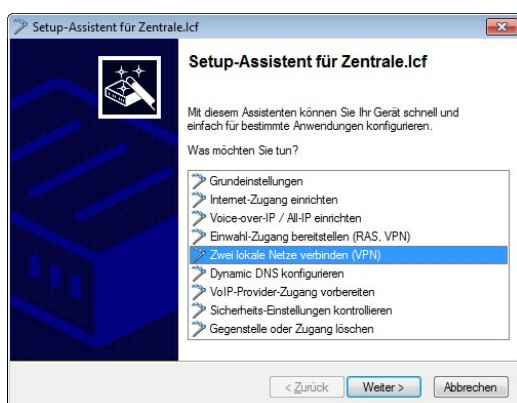 Setup-Assistent für Zentrale.lcf
Setup-Assistent für Zentrale.lcf
Mit diesem Assistenten können Sie Ihr Gerät schnell und
einfach für bestimmte Anwendungen konfigurieren.
Was möchten Sie tun?
Grundeinstellungen
Internet-Zugang einrichten
Voice-over-IP / All-IP einrichten
Einwahl-Zugang bereitstellen (RAS, VPN)
Zwei lokale Netze verbinden (VPN)
Dynamic DNS konfigurieren
VoIP-Provider-Zugang vorbereiten
Sicherheits-Einstellungen kontrollieren
Gegenstelle oder Zugang löschen
< Zurück Weiter > Abbrechen